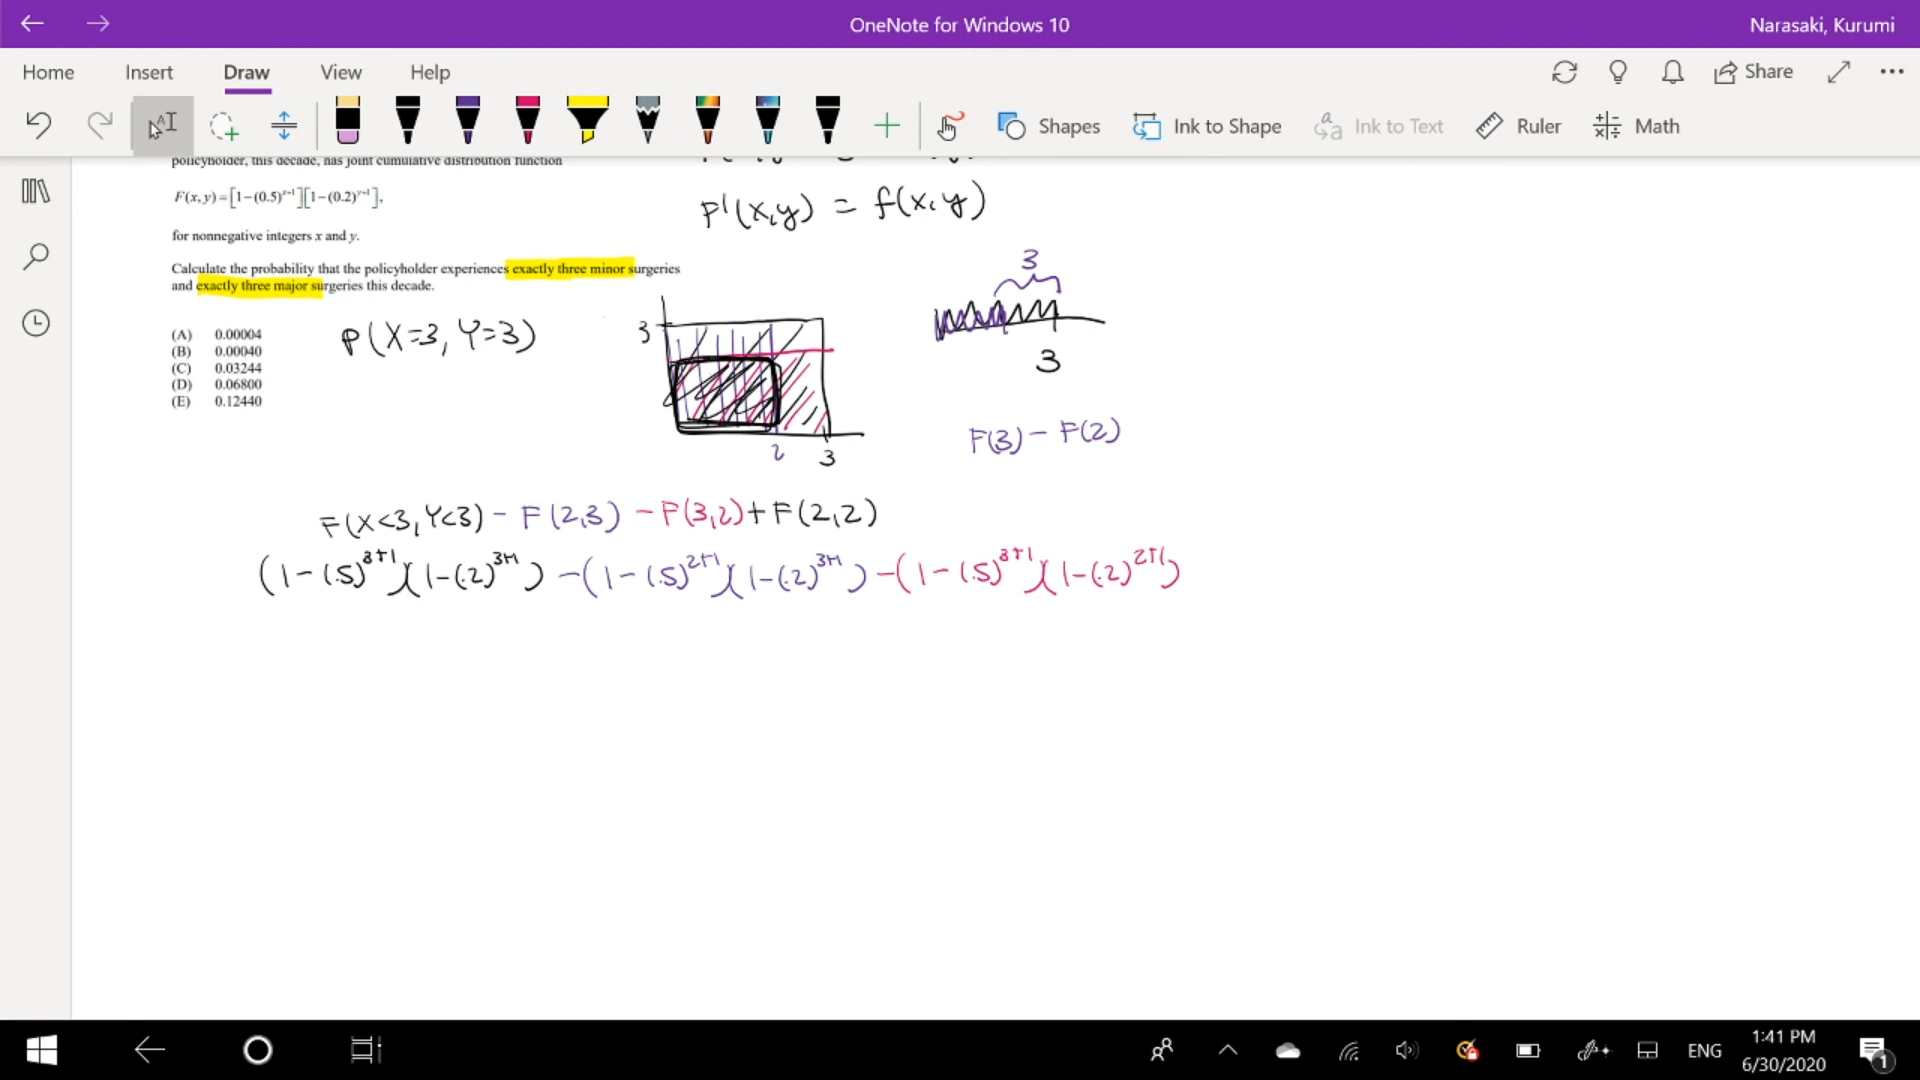 OneNote for Windows 10
Narasaki, Kurumi
Home Insert Draw View Help
Share
Shapes Ink to Shape Ink to Text Ruler Math
policyholder, this decade, has joint cumulative distribution function
F(x, y) = [1-(0.5)^{x+1}][1-(0.2)^{y+1}],
for nonnegative integers x and y.
Calculate the probability that the policyholder experiences exactly three minor surgeries
and exactly three major surgeries this decade.
(A) 0.00004
(B) 0.00040
(C) 0.03244
(D) 0.06800
(E) 0.12440
P(X=3, Y=3)
F'(x,y) = f(x,y)
3
2 3
3
3
F(3) - F(2)
F(X<3, Y<3) - F(2,3) - F(3,2) + F(2,2)
(1-(.5)^{3+1})(1-(.2)^{3+1}) - (1-(.5)^{2+1})(1-(.2)^{3+1}) - (1-(.5)^{3+1})(1-(.2)^{2+1})
ENG
1:41 PM
6/30/2020
1